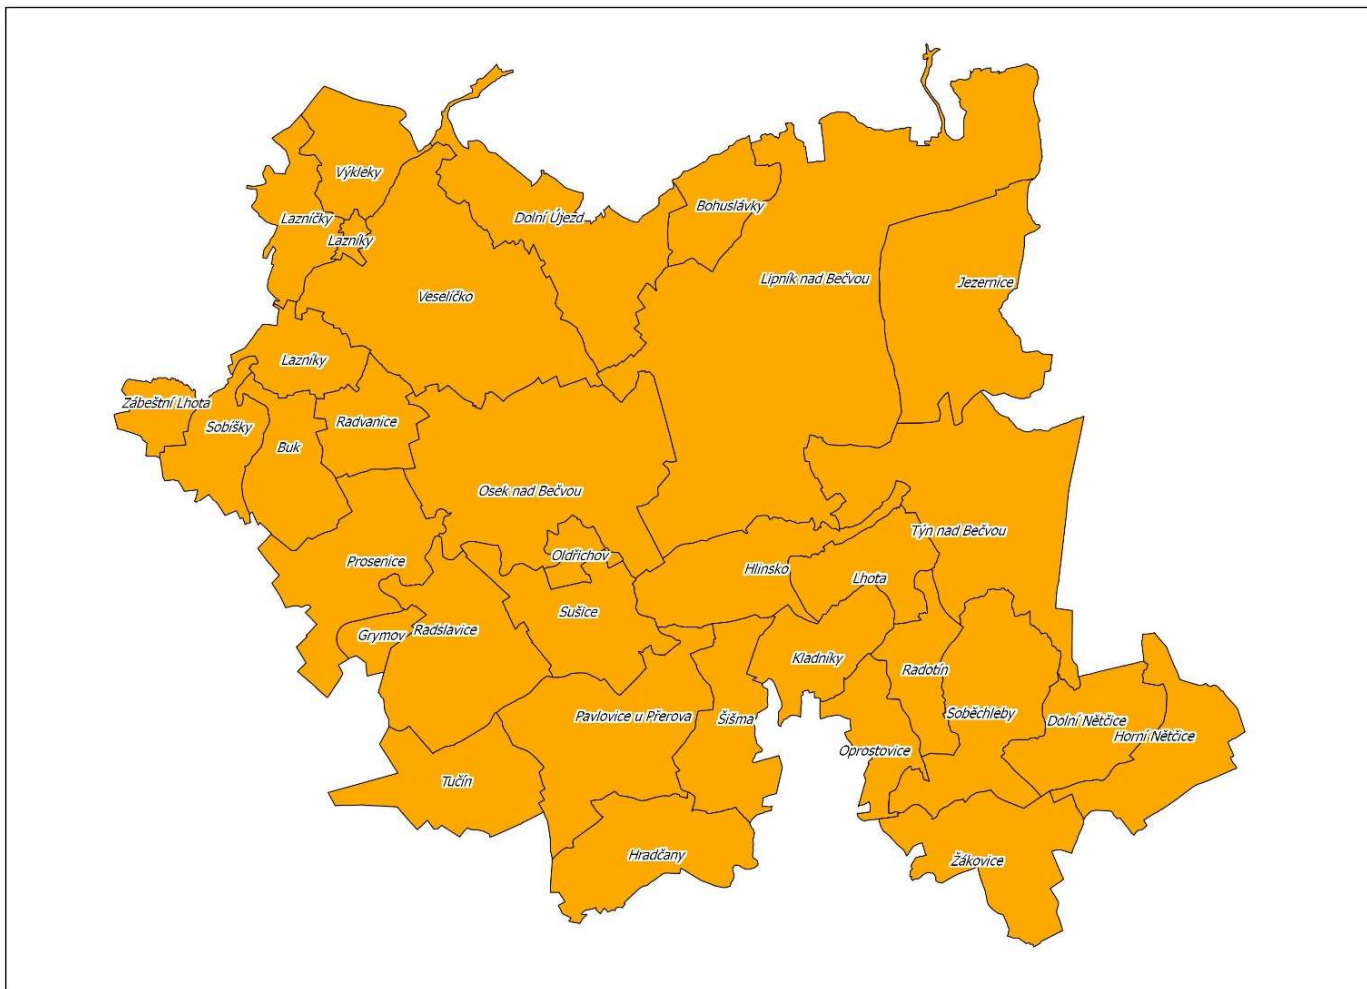 Výkleky
Bohuslávky
Lazníčky
Dolní Újezd
Lazníky
Lipník nad Bečvou
Jezernice
Veselíčko
Lazníky
Zábeštní Lhota
Radvanice
Sobíšky
Buk
Osek nad Bečvou
Týn nad Bečvou
Oldřichov
Prosenice
Hlinsko
Lhota
Sušice
Grymov
Radslavice
Kladníky
Radotín
Pavlovice u Přerova
Šišma
Soběchleby
Dolní Nětčice
Horní Nětčice
Oprostovice
Tučín
Hradčany
Žákovice